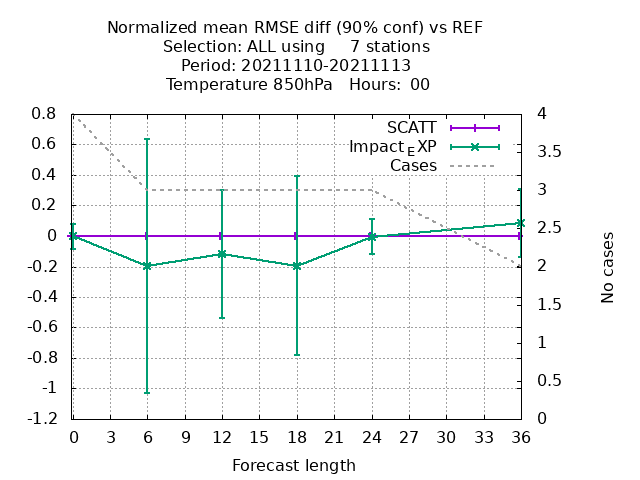 Normalized mean RMSE diff (90% conf) vs REF
Selection: ALL using     7 stations
Period: 20211110-20211113
Temperature 850hPa   Hours:  00
SCATT
Impact_EXP
Cases
0.8
0.6
0.4
0.2
0
-0.2
-0.4
-0.6
-0.8
-1
-1.2
4
3.5
3
2.5
2
1.5
1
0.5
0
No cases
0 3 6 9 12 15 18 21 24 27 30 33 36
Forecast length